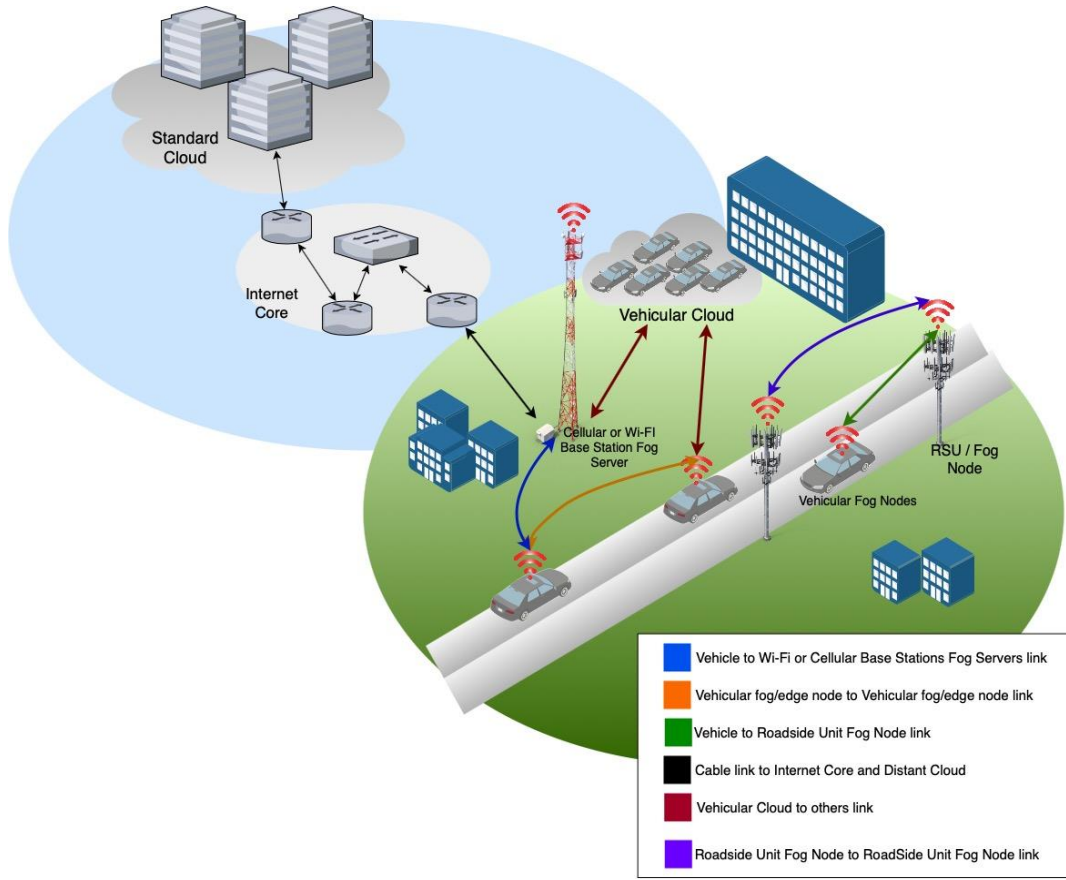 Standard
Cloud
Internet
Core
Vehicular Cloud
Cellular or Wi-FI
Base Station Fog
Server
RSU / Fog
Node
Vehicular Fog Nodes
Vehicle to Wi-Fi or Cellular Base Stations Fog Servers link
Vehicular fog/edge node to Vehicular fog/edge node link
Vehicle to Roadside Unit Fog Node link
Cable link to Internet Core and Distant Cloud
Vehicular Cloud to others link
Roadside Unit Fog Node to RoadSide Unit Fog Node link